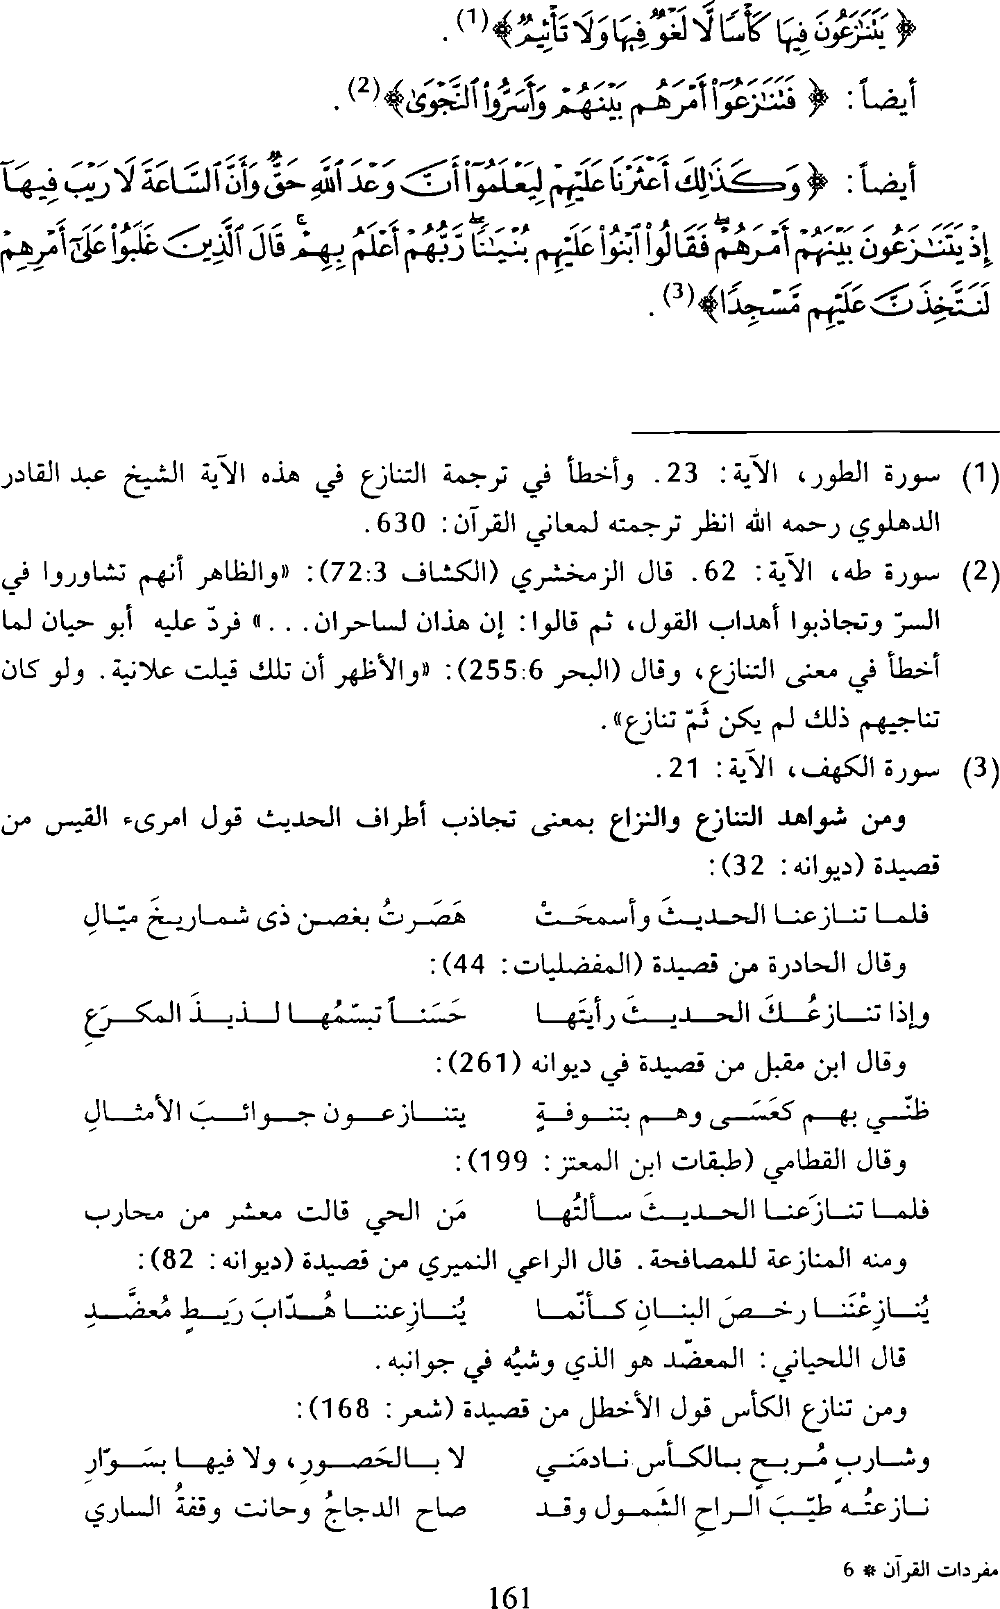 ﴿ يَتَنَٰزَعُونَ فِيهَا كَأْسًا لَّا لَغْوٌ فِيهَا وَلَا تَأْثِيمٌ ﴾(1) .
أيضاً : ﴿ فَتَنَٰزَعُوٓا۟ أَمْرَهُم بَيْنَهُمْ وَأَسَرُّوا۟ ٱلنَّجْوَىٰ ﴾(2) .
أيضاً : ﴿ وَكَذَٰلِكَ أَعْثَرْنَا عَلَيْهِمْ لِيَعْلَمُوٓا۟ أَنَّ وَعْدَ ٱللَّهِ حَقٌّ وَأَنَّ ٱلسَّاعَةَ لَا رَيْبَ فِيهَآ
إِذْ يَتَنَٰزَعُونَ بَيْنَهُمْ أَمْرَهُمْ ۖ فَقَالُوا۟ ٱبْنُوا۟ عَلَيْهِم بُنْيَٰنًا ۖ رَّبُّهُمْ أَعْلَمُ بِهِمْ ۚ قَالَ ٱلَّذِينَ غَلَبُوا۟ عَلَىٰٓ أَمْرِهِمْ
لَنَتَّخِذَنَّ عَلَيْهِم مَّسْجِدًا ﴾(3) .
(1) سورة الطور، الآية : 23 . وأخطأ في ترجمة التنازع في هذه الآية الشيخ عبد القادر
الدهلوي رحمه الله انظر ترجمته لمعاني القرآن : 630 .
(2) سورة طه، الآية : 62 . قال الزمخشري (الكشاف 72:3) : «والظاهر أنهم تشاوروا في
السرّ وتجاذبوا أهداب القول، ثم قالوا : إن هذان لساحران . . .» فردّ عليه أبو حيان لما
أخطأ في معنى التنازع، وقال (البحر 255:6) : «والأظهر أن تلك قيلت علانية . ولو كان
تناجيهم ذلك لم يكن ثَمّ تنازع» .
(3) سورة الكهف، الآية : 21 .
ومن شواهد التنازع والنزاع بمعنى تجاذب أطراف الحديث قول امرىء القيس من
قصيدة (ديوانه : 32) :
فلما تنازعنا الحديثَ وأسمحَتْ هَصَرتُ بغصن ذى شماريخَ ميّالِ
وقال الحادرة من قصيدة (المفضليات : 44) :
وإذا تنازعُكَ الحديثَ رأيتَها حَسَناً تبسّمُها لذيذَ المكرَعِ
وقال ابن مقبل من قصيدة في ديوانه (261) :
ظنّي بهم كعَسَى وهم بتنوفةٍ يتنازعون جوائبَ الأمثالِ
وقال القطامي (طبقات ابن المعتز : 199) :
فلما تنازَعنا الحديثَ سألتُها مَن الحي قالت معشر من محارب
ومنه المنازعة للمصافحة . قال الراعي النميري من قصيدة (ديوانه : 82) :
يُنازِعْنَنا رخصَ البنانِ كأنّما يُنازِعننا هُدّابَ رَيطٍ مُعضَّدِ
قال اللحياني : المعضّد هو الذي وشيُه في جوانبه .
ومن تنازع الكأس قول الأخطل من قصيدة (شعر : 168) :
وشاربٍ مُربحٍ بالكأس نادمَني لا بالحَصورِ، ولا فيها بسَوّارِ
نازعتُه طيّبَ الراحِ الشَمول وقد صاح الدجاجُ وحانت وقفةُ الساري
مفردات القرآن * 6
161